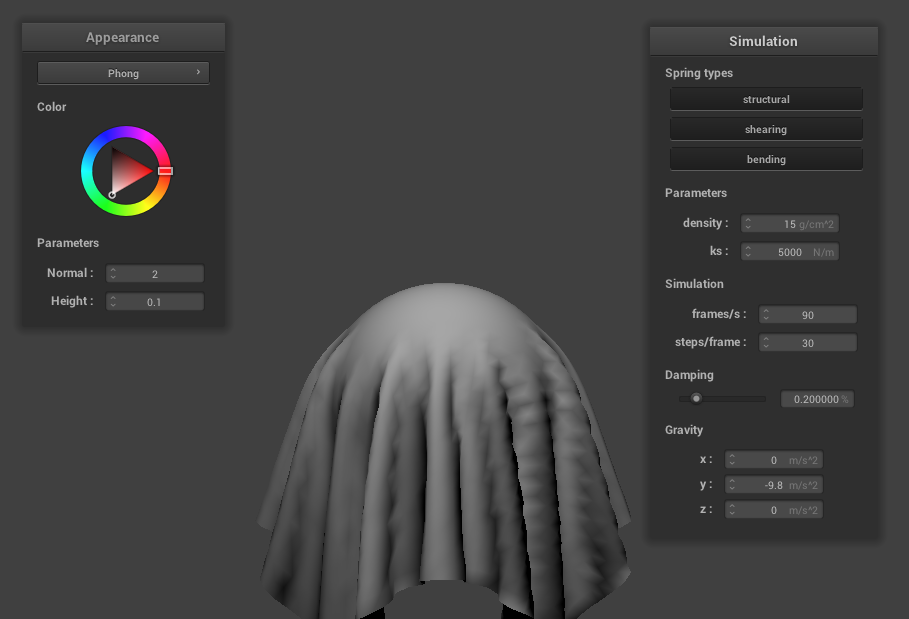 Appearance
Phong
Color
Parameters
Normal : 2
Height : 0.1
Simulation
Spring types
structural
shearing
bending
Parameters
density : 15 g/cm^2
ks : 5000 N/m
Simulation
frames/s : 90
steps/frame : 30
Damping
0.200000 %
Gravity
x : 0 m/s^2
y : -9.8 m/s^2
z : 0 m/s^2